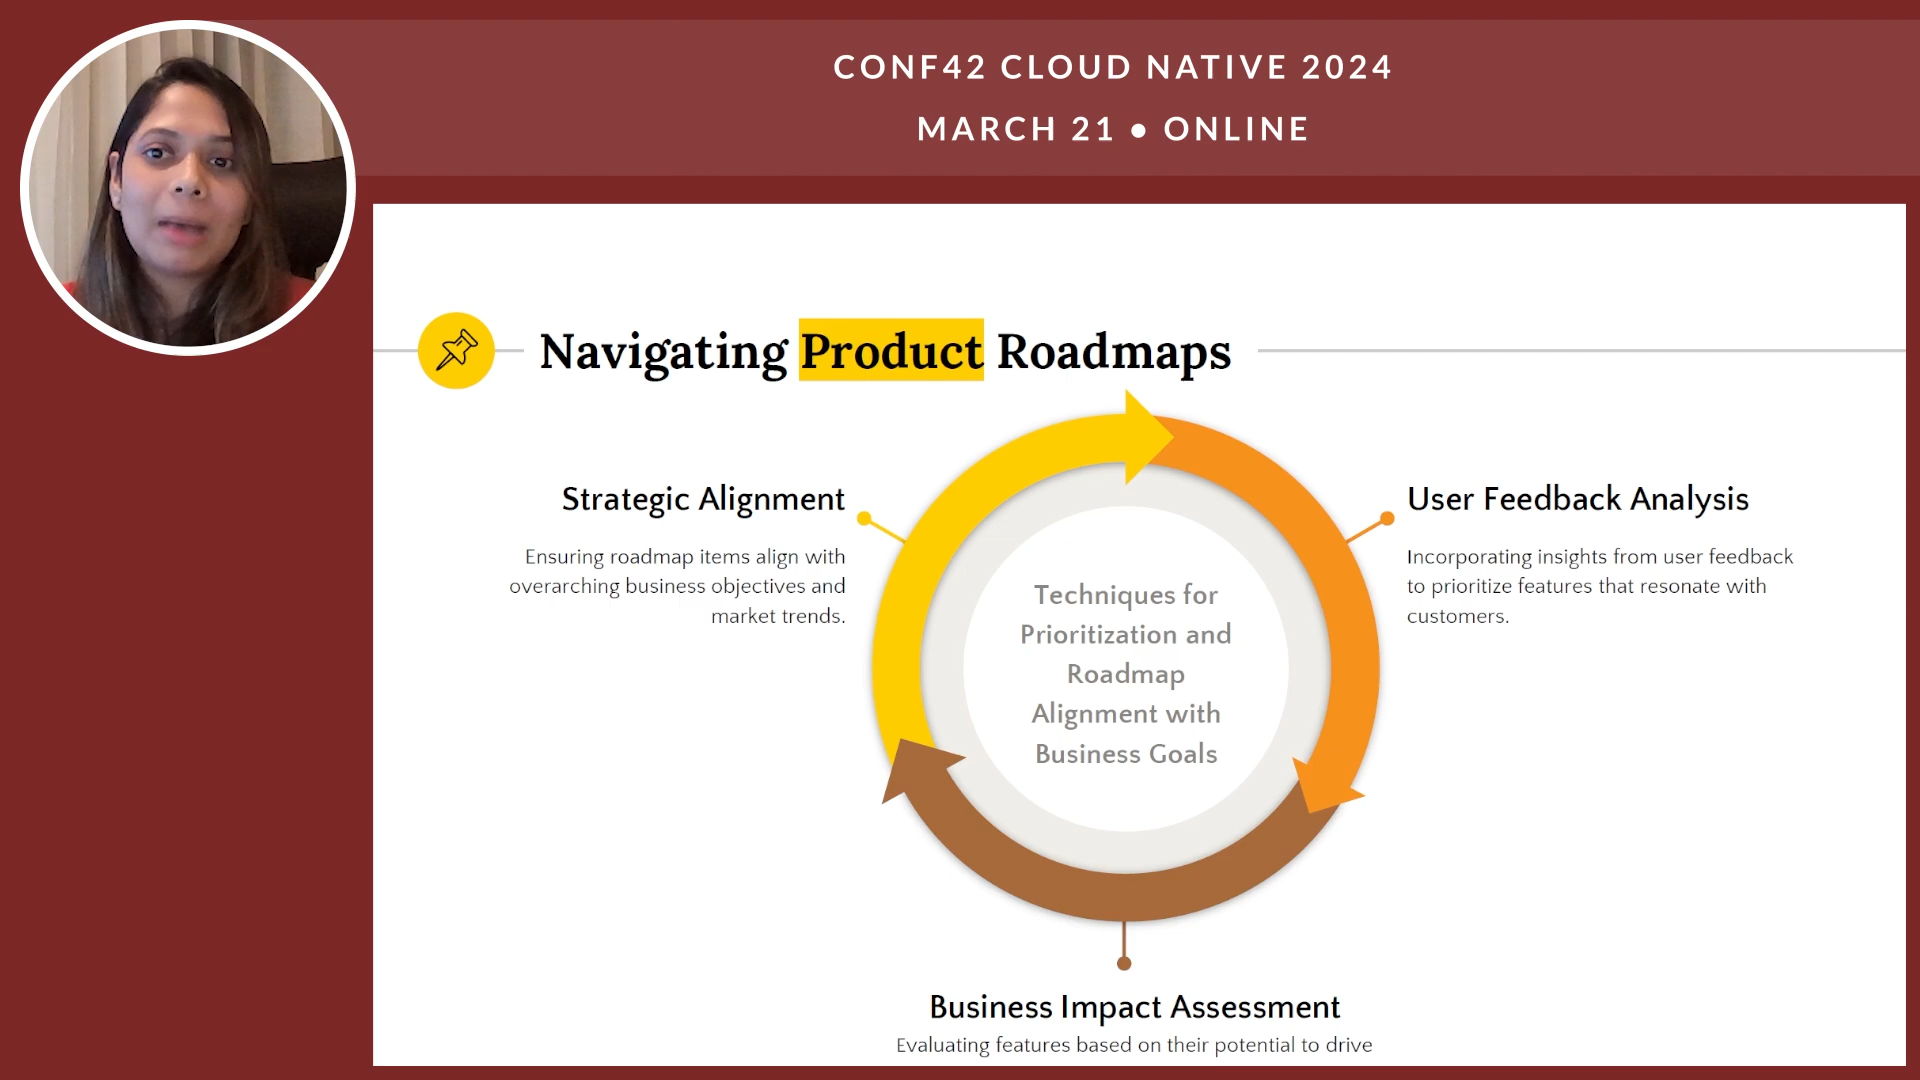 CONF42 CLOUD NATIVE 2024
MARCH 21 • ONLINE
Navigating Product Roadmaps
Strategic Alignment
Ensuring roadmap items align with
overarching business objectives and
market trends.
User Feedback Analysis
Incorporating insights from user feedback
to prioritize features that resonate with
customers.
Techniques for
Prioritization and
Roadmap
Alignment with
Business Goals
Business Impact Assessment
Evaluating features based on their potential to drive